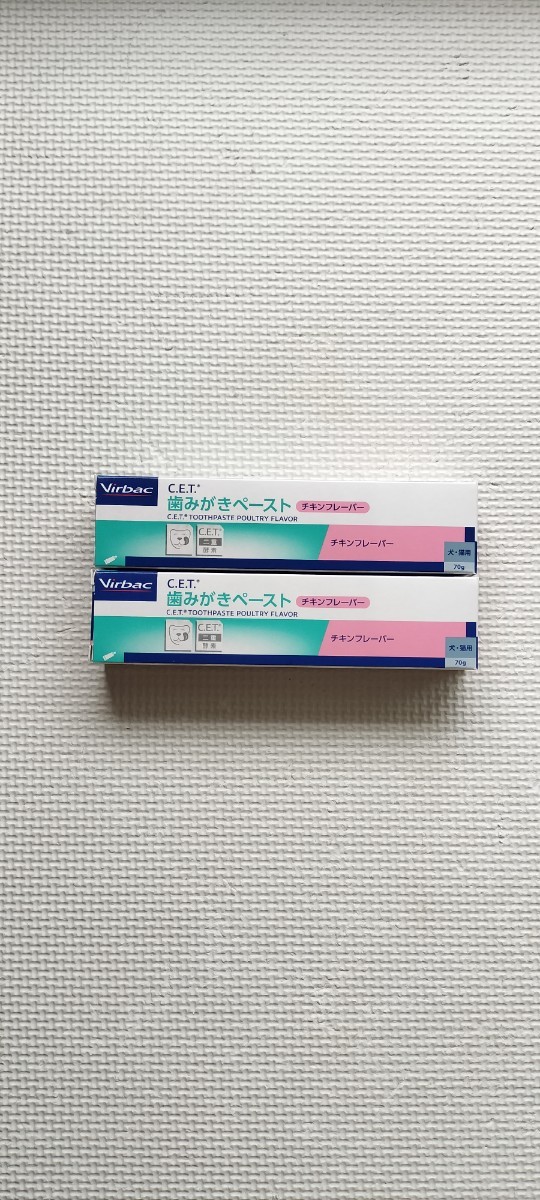 Virbac
C.E.T.®
歯みがきペースト チキンフレーバー
C.E.T.® TOOTHPASTE POULTRY FLAVOR
C.E.T.
二重
酵素
チキンフレーバー
犬・猫用
70g
Virbac
C.E.T.®
歯みがきペースト チキンフレーバー
C.E.T.® TOOTHPASTE POULTRY FLAVOR
C.E.T.
二重
酵素
チキンフレーバー
犬・猫用
70g